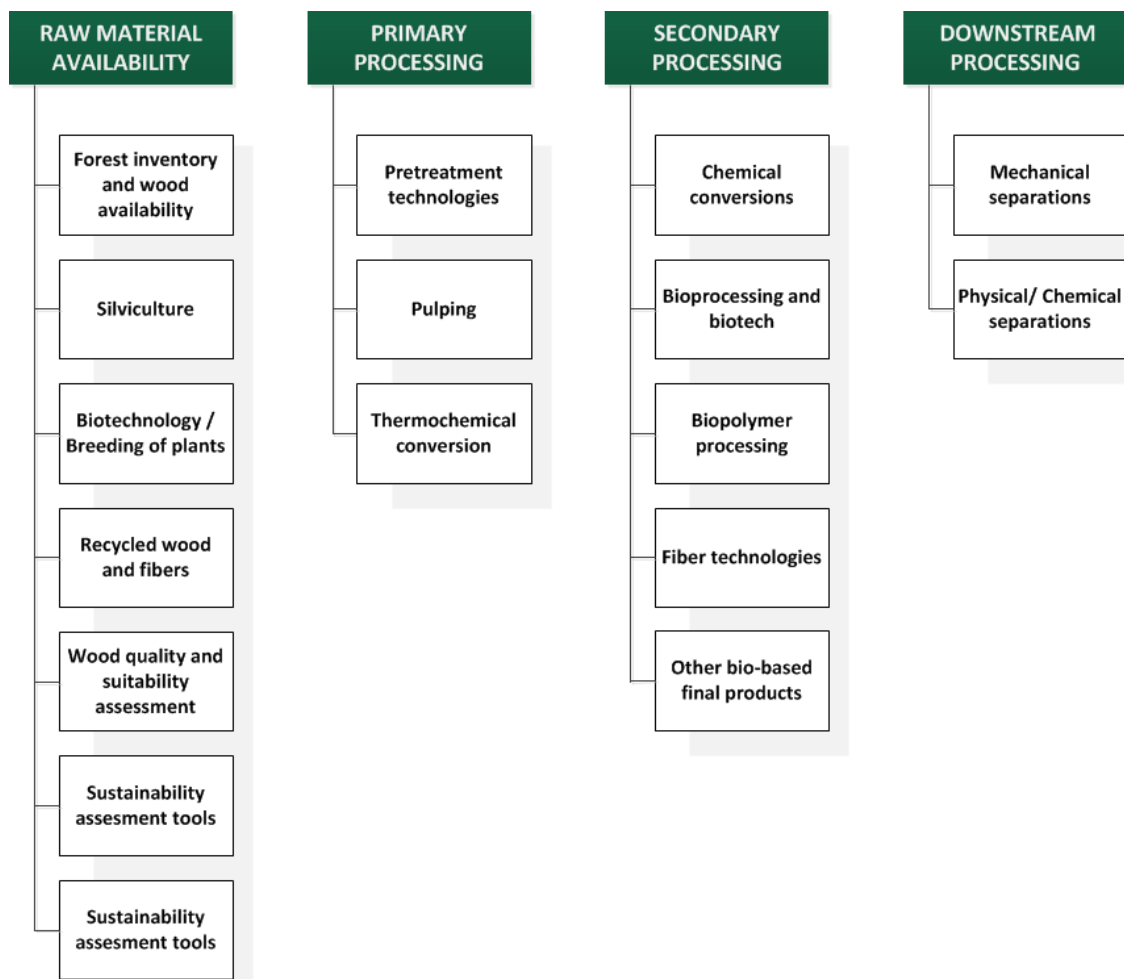 RAW MATERIAL
AVAILABILITY
Forest inventory
and wood
availability
Silviculture
Biotechnology /
Breeding of plants
Recycled wood
and fibers
Wood quality and
suitability
assessment
Sustainability
assesment tools
Sustainability
assesment tools
PRIMARY
PROCESSING
Pretreatment
technologies
Pulping
Thermochemical
conversion
SECONDARY
PROCESSING
Chemical
conversions
Bioprocessing and
biotech
Biopolymer
processing
Fiber technologies
Other bio-based
final products
DOWNSTREAM
PROCESSING
Mechanical
separations
Physical/ Chemical
separations